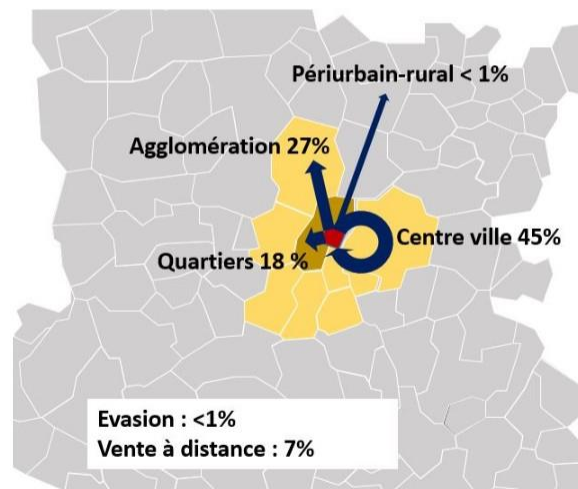 Périurbain-rural < 1%
Agglomération 27%
Centre ville 45%
Quartiers 18 %
Evasion : <1%
Vente à distance : 7%